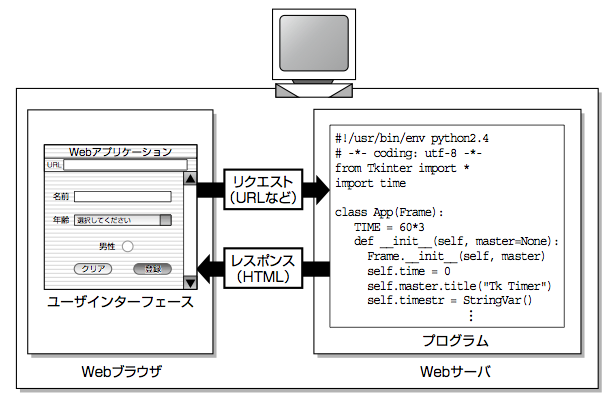 Webアプリケーション
URL
名前
年齢 選択してください
男性
クリア 登録
ユーザインターフェース
Webブラウザ
リクエスト
(URLなど)
レスポンス
(HTML)
#!/usr/bin/env python2.4
# -*- coding: utf-8 -*-
from Tkinter import *
import time
class App(Frame):
TIME = 60*3
def __init__(self, master=None):
Frame.__init__(self, master)
self.time = 0
self.master.title("Tk Timer")
self.timestr = StringVar()
⋮
プログラム
Webサーバ